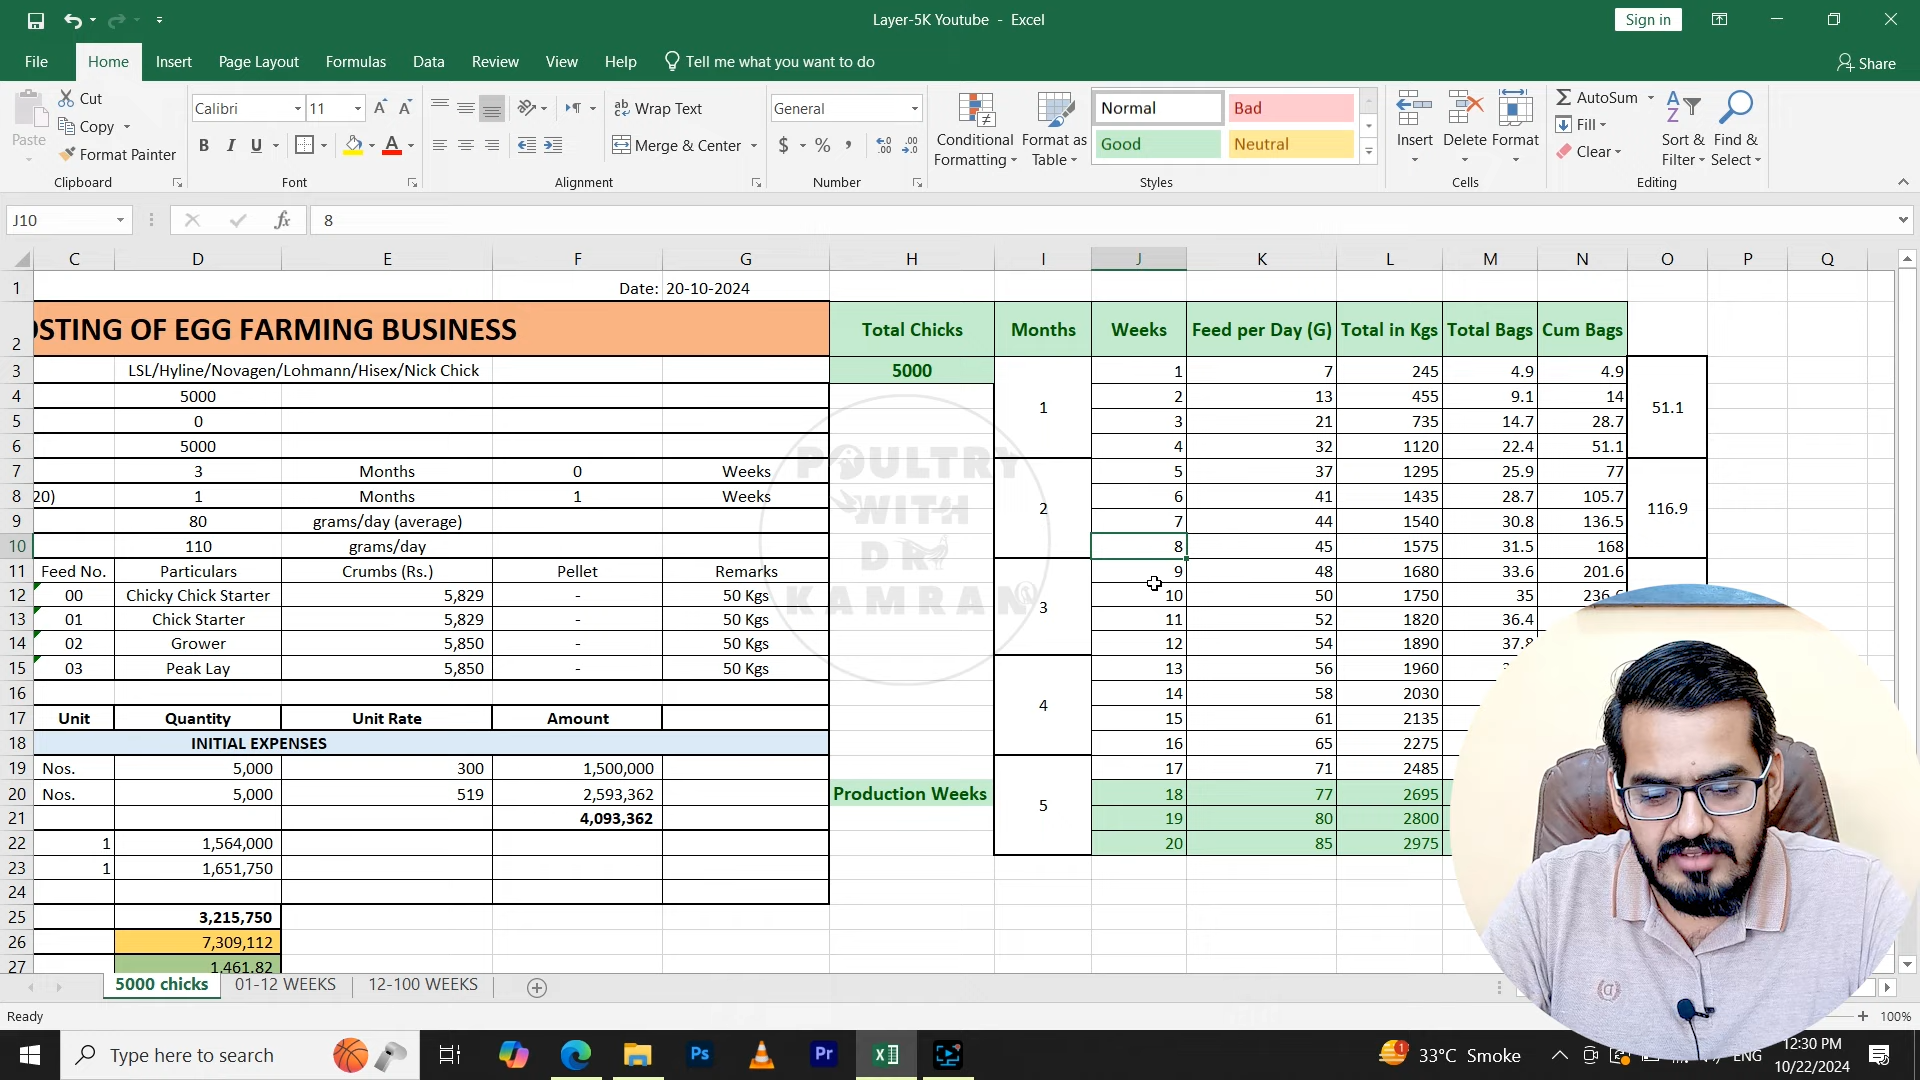 Layer-5K Youtube - Excel
Sign in
File Home Insert Page Layout Formulas Data Review View Help Tell me what you want to do
Share
Paste
Cut
Copy
Format Painter
Clipboard
Calibri 11
B I U
Font
Wrap Text
Merge & Center
Alignment
General
$ % ,
Number
Conditional Formatting
Format as Table
Normal Bad
Good Neutral
Styles
Insert Delete Format
Cells
AutoSum
Fill
Clear
Sort & Filter
Find & Select
Editing
J10 fx 8
C D E F G H I J K L M N O P Q
1 Date: 20-10-2024
2 OSTING OF EGG FARMING BUSINESS Total Chicks Months Weeks Feed per Day (G) Total in Kgs Total Bags Cum Bags
3 LSL/Hyline/Novagen/Lohmann/Hisex/Nick Chick 5000 1 7 245 4.9 4.9
4 5000 1 2 13 455 9.1 14 51.1
5 0 3 21 735 14.7 28.7
6 5000 4 32 1120 22.4 51.1
7 3 Months 0 Weeks 5 37 1295 25.9 77
8 20) 1 Months 1 Weeks 2 6 41 1435 28.7 105.7 116.9
9 80 grams/day (average) 7 44 1540 30.8 136.5
10 110 grams/day 8 45 1575 31.5 168
11 Feed No. Particulars Crumbs (Rs.) Pellet Remarks 9 48 1680 33.6 201.6
12 00 Chicky Chick Starter 5,829 - 50 Kgs 3 10 50 1750 35
13 01 Chick Starter 5,829 - 50 Kgs 11 52 1820 36.4
14 02 Grower 5,850 - 50 Kgs 12 54 1890
15 03 Peak Lay 5,850 - 50 Kgs 13 56 1960
16 4 14 58 2030
17 Unit Quantity Unit Rate Amount 15 61 2135
18 INITIAL EXPENSES 16 65 2275
19 Nos. 5,000 300 1,500,000 17 71 2485
20 Nos. 5,000 519 2,593,362 Production Weeks 5 18 77 2695
21 4,093,362 19 80 2800
22 1 1,564,000 20 85 2975
23 1 1,651,750
24
25 3,215,750
26 7,309,112
27 1,461.82
POULTRY
WITH
DR
KAMRAN
5000 chicks 01-12 WEEKS 12-100 WEEKS
Ready
100%
Type here to search
Ps Pr
1
33°C Smoke
ENG
12:30 PM
10/22/2024